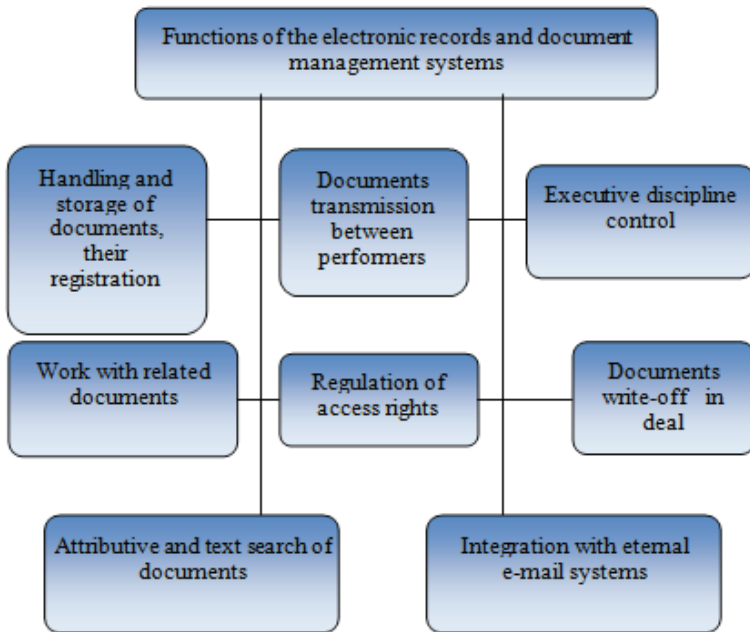 Functions of the electronic records and document
management systems
Handling and
storage of
documents,
their
registration
Documents
transmission
between
performers
Executive discipline
control
Work with related
documents
Regulation of
access rights
Documents
write-off in
deal
Attributive and text search of
documents
Integration with eternal
e-mail systems